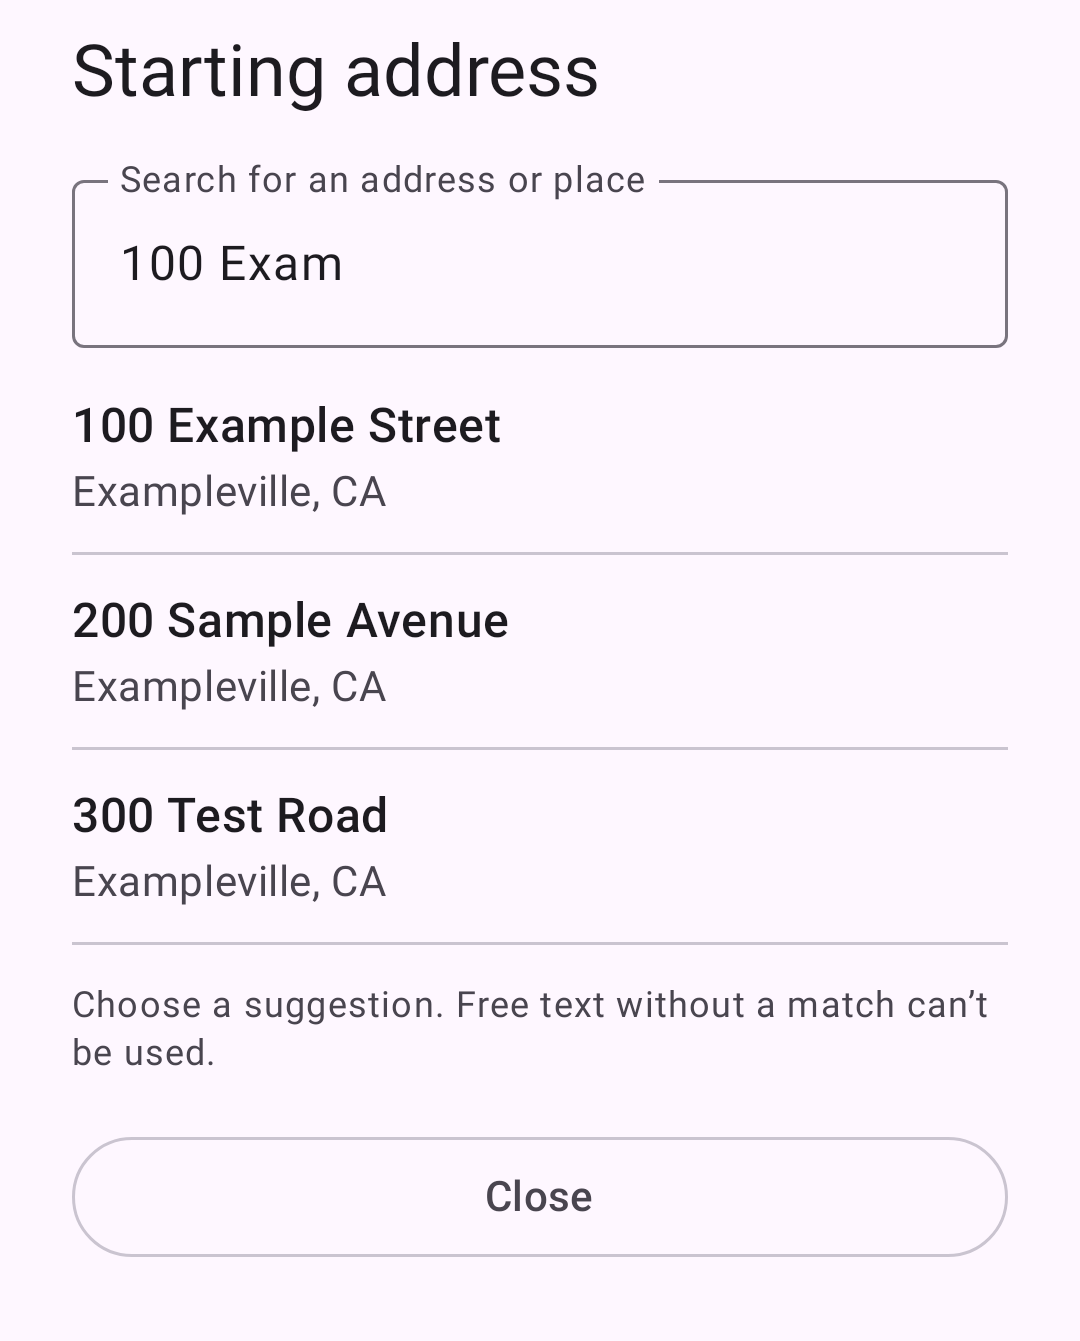 Starting address
Search for an address or place
100 Exam
100 Example Street
Exampleville, CA
200 Sample Avenue
Exampleville, CA
300 Test Road
Exampleville, CA
Choose a suggestion. Free text without a match can’t
be used.
Close